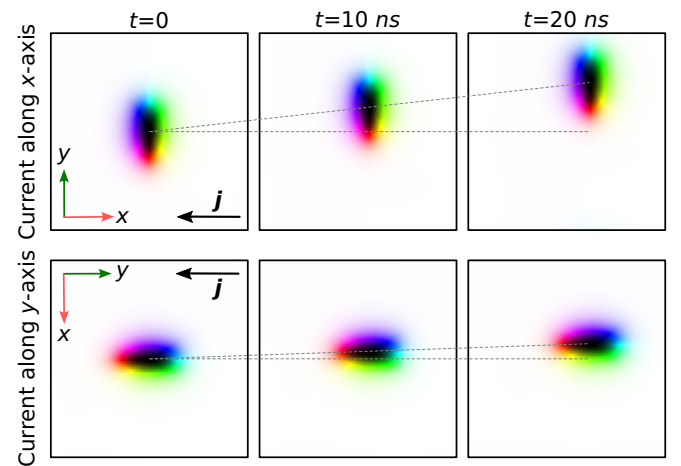 t=0
t=10 ns
t=20 ns
Current along x-axis
y
x
j
Current along y-axis
y
j
x